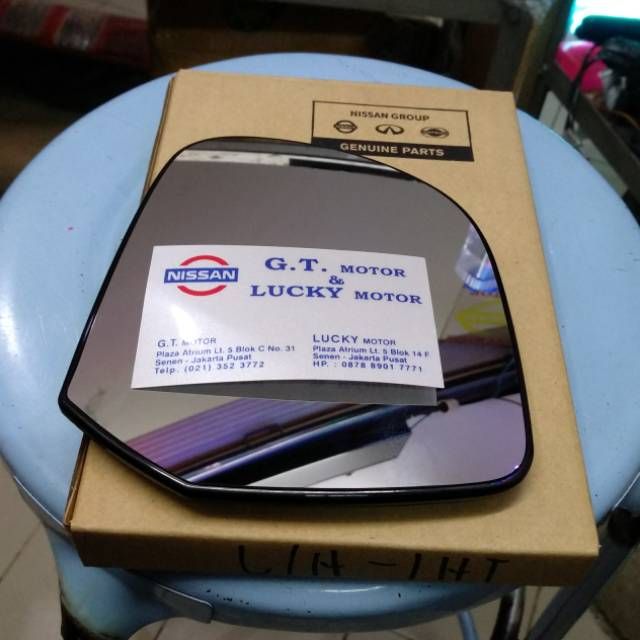 NISSAN GROUP
GENUINE PARTS
NISSAN
G.T. MOTOR
&
LUCKY MOTOR
G.T. MOTOR
Plaza Atrium Lt. 5 Blok C No. 31
Senen - Jakarta Pusat
Telp. (021) 352 3772
LUCKY MOTOR
Plaza Atrium Lt. 5 Blok 14 F
Senen - Jakarta Pusat
HP. : 0878 8901 7771